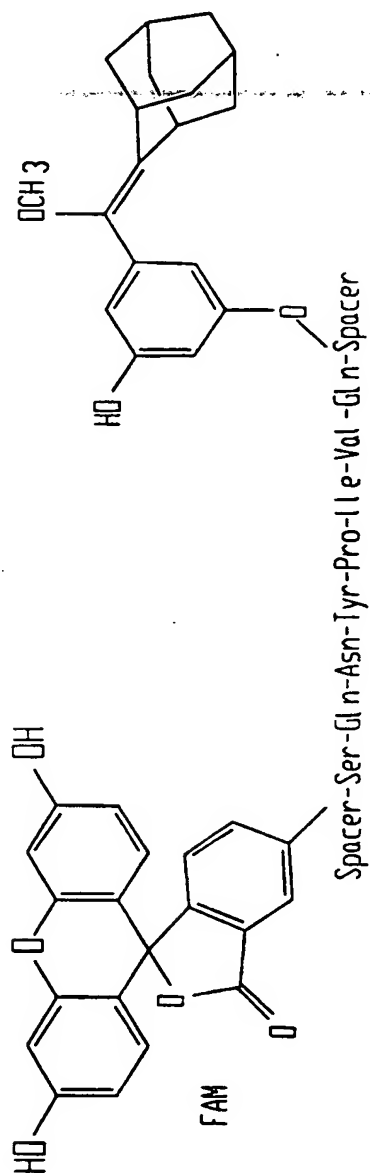 HO
O
OH
O
O
FAM
HO
OCH3
O
Spacer-Ser-Gln-Asn-Tyr-Pro-Ile-Val-Gln-Spacer